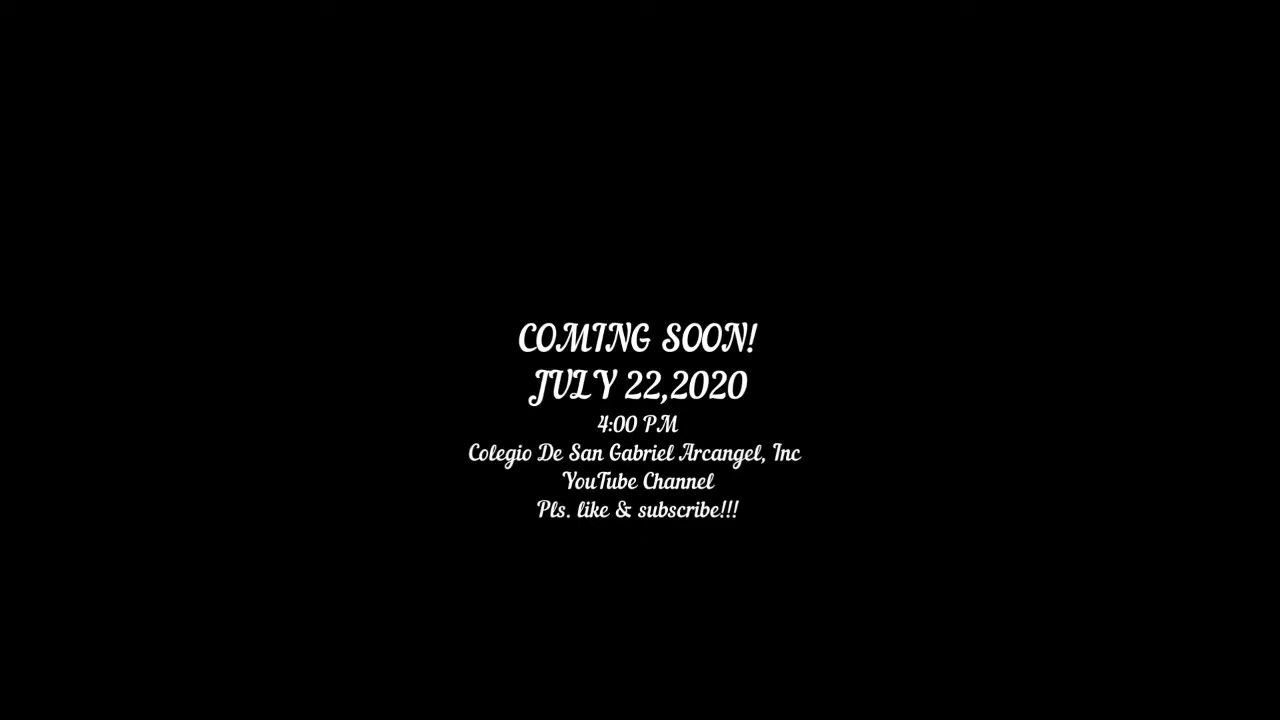 COMING SOON!
JULY 22,2020
4:00 PM
Colegio De San Gabriel Arcangel, Inc
YouTube Channel
Pls. like & subscribe!!!